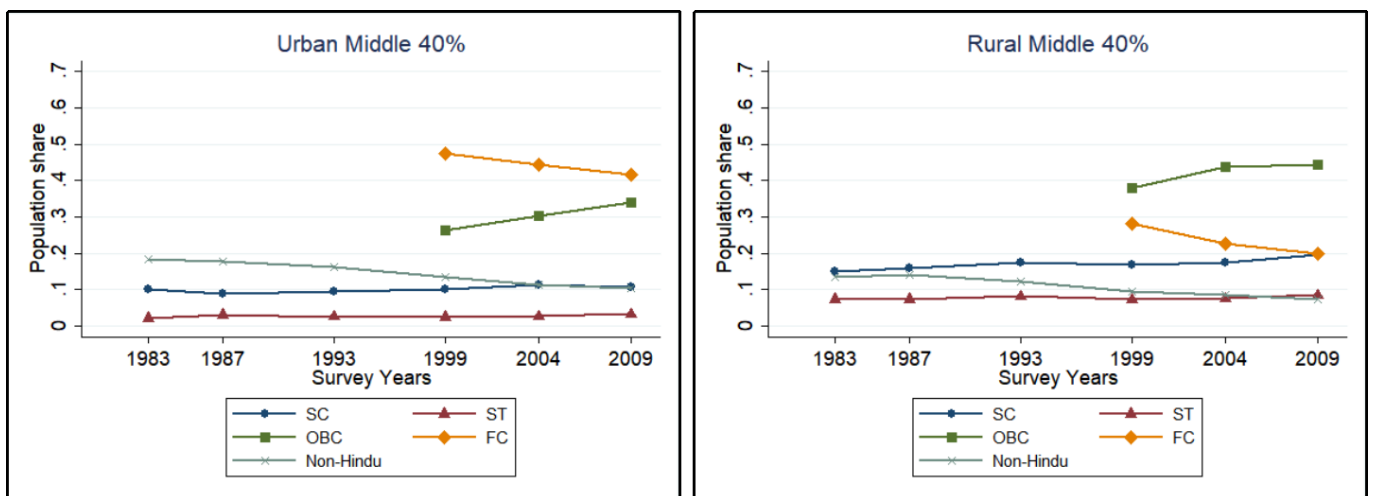 Urban Middle 40%
Population share
.7
.6
.5
.4
.3
.2
.1
0
1983 1987 1993 1999 2004 2009
Survey Years
SC ST
OBC FC
Non-Hindu
Rural Middle 40%
Population share
.7
.6
.5
.4
.3
.2
.1
0
1983 1987 1993 1999 2004 2009
Survey Years
SC ST
OBC FC
Non-Hindu